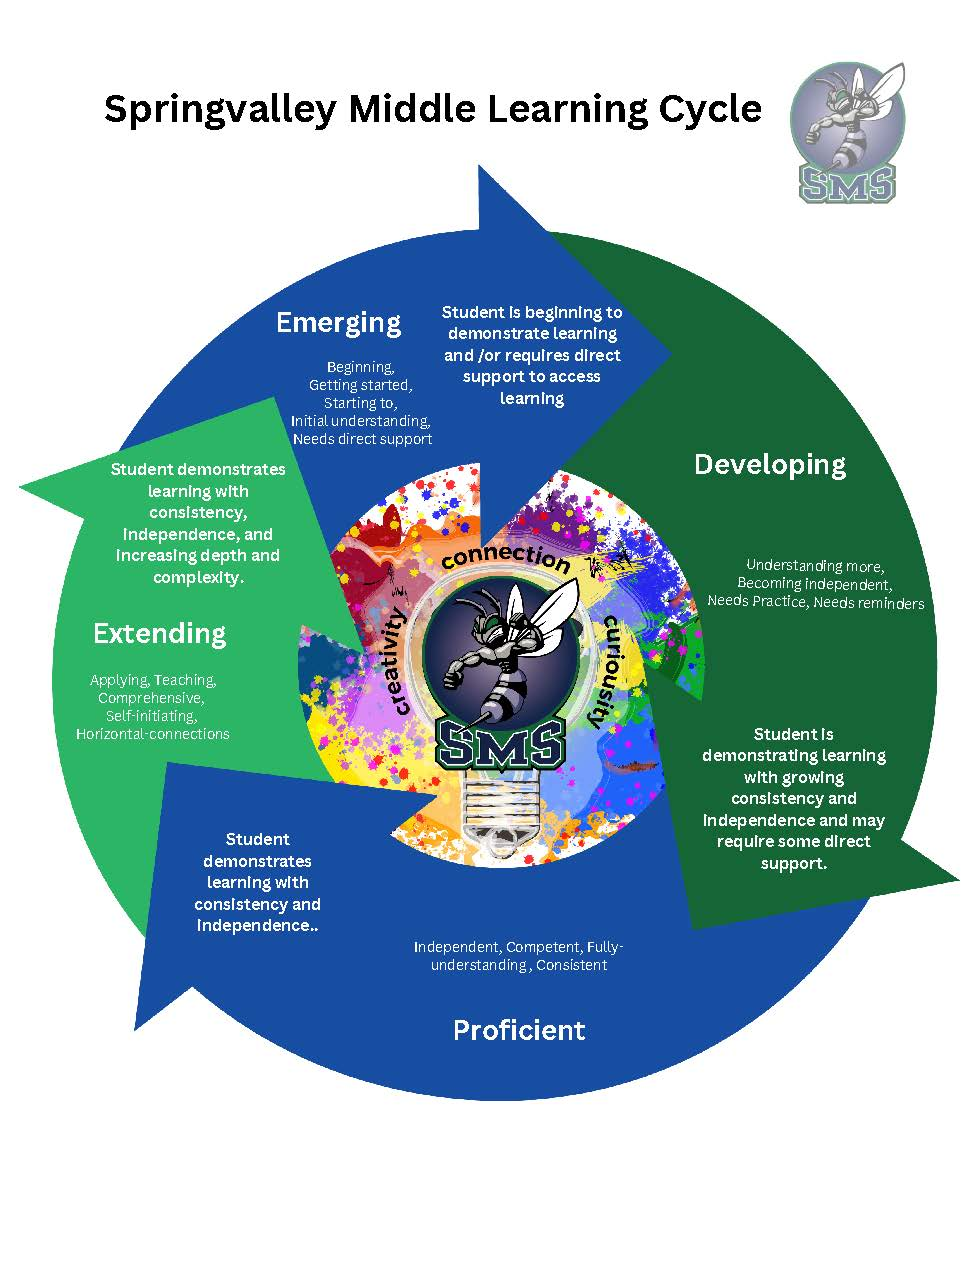 Springvalley Middle Learning Cycle
SMS
Emerging
Beginning,
Getting started,
Starting to,
Initial understanding,
Needs direct support
Student is beginning to
demonstrate learning
and /or requires direct
support to access
learning
Developing
Understanding more,
Becoming independent,
Needs Practice, Needs reminders
Student is
demonstrating learning
with growing
consistency and
independence and may
require some direct
support.
Independent, Competent, Fully-
understanding, Consistent
Proficient
Student
demonstrates
learning with
consistency and
independence..
Extending
Applying, Teaching,
Comprehensive,
Self-initiating,
Horizontal-connections
Student demonstrates
learning with
consistency,
independence, and
increasing depth and
complexity.
connection
curiousity
creativity
SMS